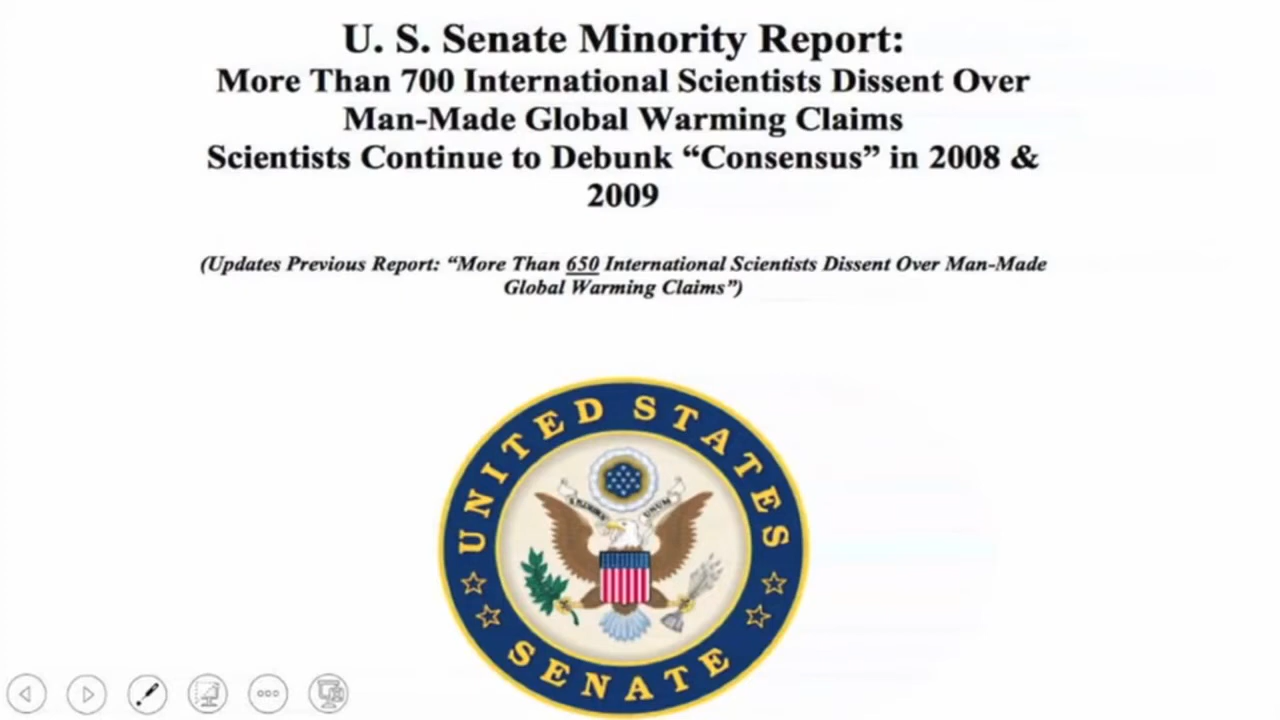 U. S. Senate Minority Report:
More Than 700 International Scientists Dissent Over
Man-Made Global Warming Claims
Scientists Continue to Debunk “Consensus” in 2008 &
2009
(Updates Previous Report: “More Than 650 International Scientists Dissent Over Man-Made
Global Warming Claims”)
UNITED STATES
UNUM
SENATE